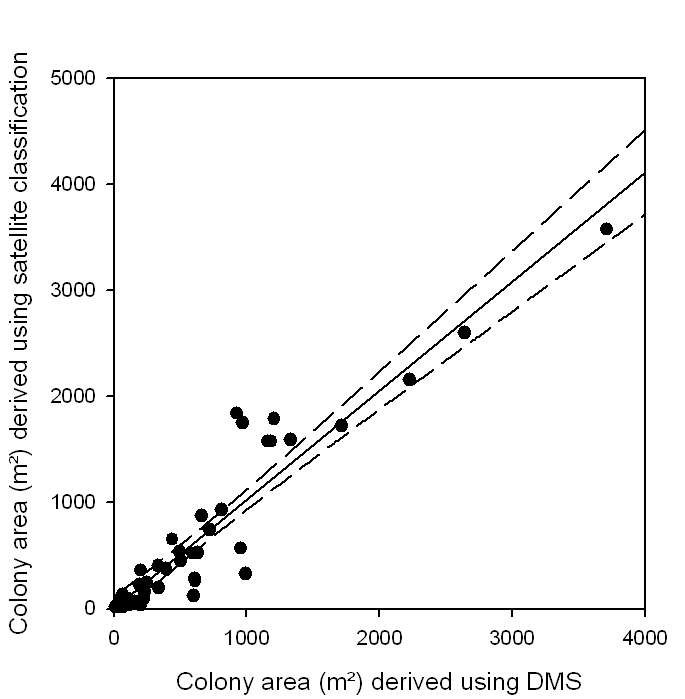 Colony area (m²) derived using satellite classification
5000
4000
3000
2000
1000
0
0 1000 2000 3000 4000
Colony area (m²) derived using DMS